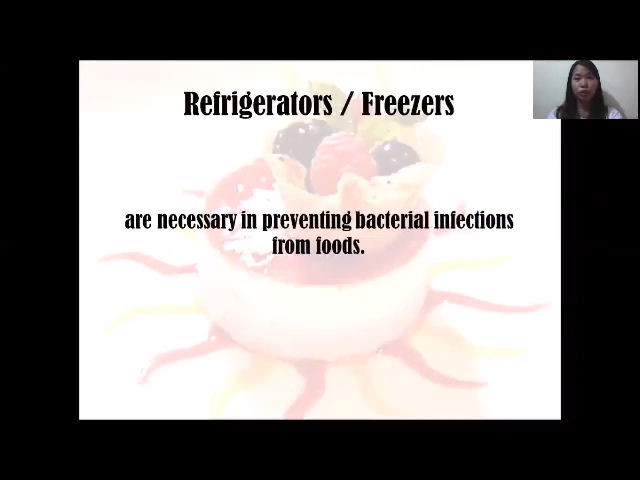 Refrigerators / Freezers
are necessary in preventing bacterial infections
from foods.